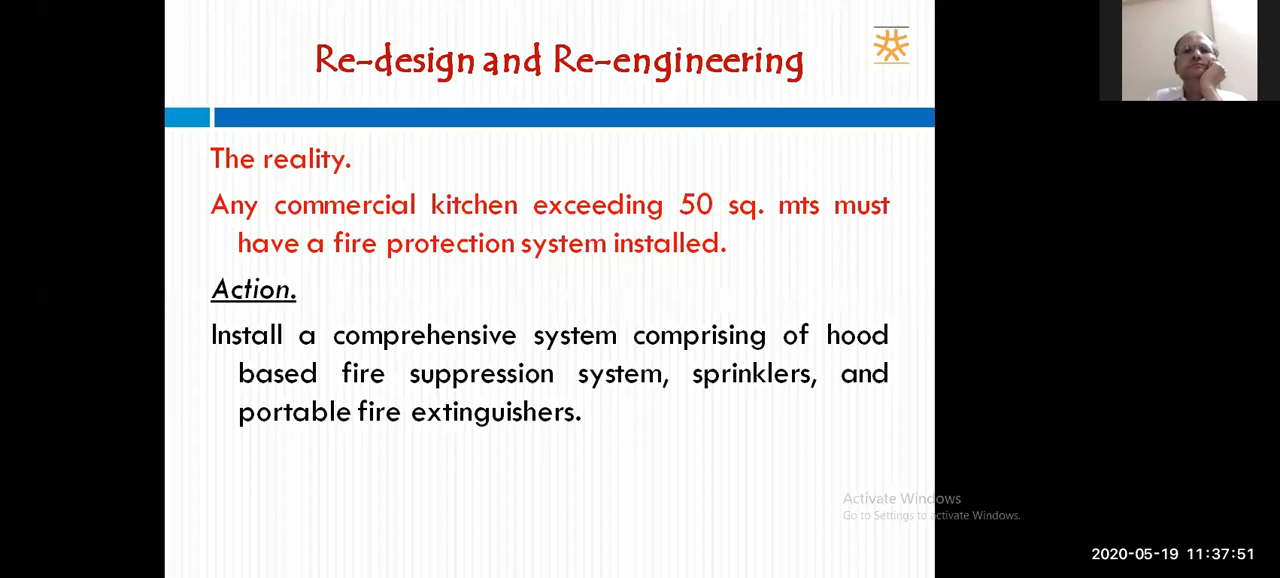 Re-design and Re-engineering
The reality.
Any commercial kitchen exceeding 50 sq. mts must
have a fire protection system installed.
Action.
Install a comprehensive system comprising of hood
based fire suppression system, sprinklers, and
portable fire extinguishers.
Activate Windows
Go to Settings to activate Windows.
2020-05-19 11:37:51